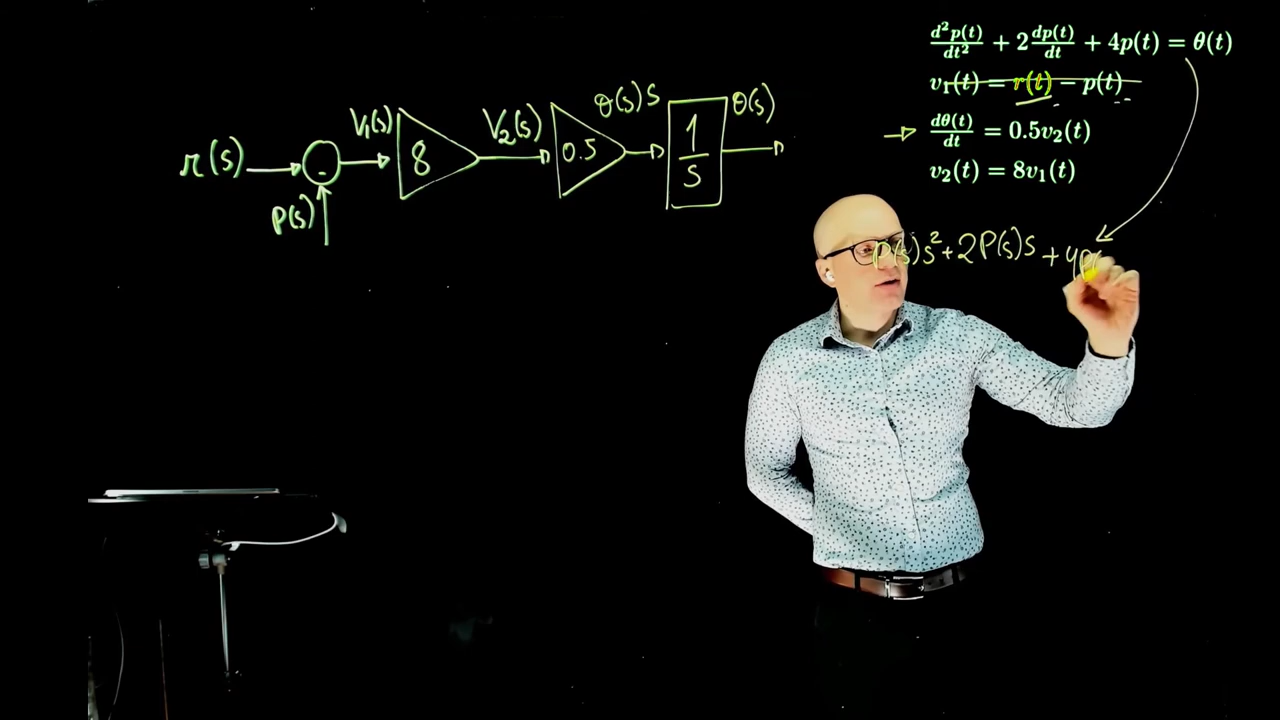 d²p(t)/dt² + 2 dp(t)/dt + 4p(t) = θ(t)
v₁(t) = r(t) − p(t)
dθ(t)/dt = 0.5v₂(t)
v₂(t) = 8v₁(t)
r(s)
-
P(s)
V₁(s)
8
V₂(s)
0.5
θ(s)s
1/s
θ(s)
P(s)s² + 2P(s)s + 4P(